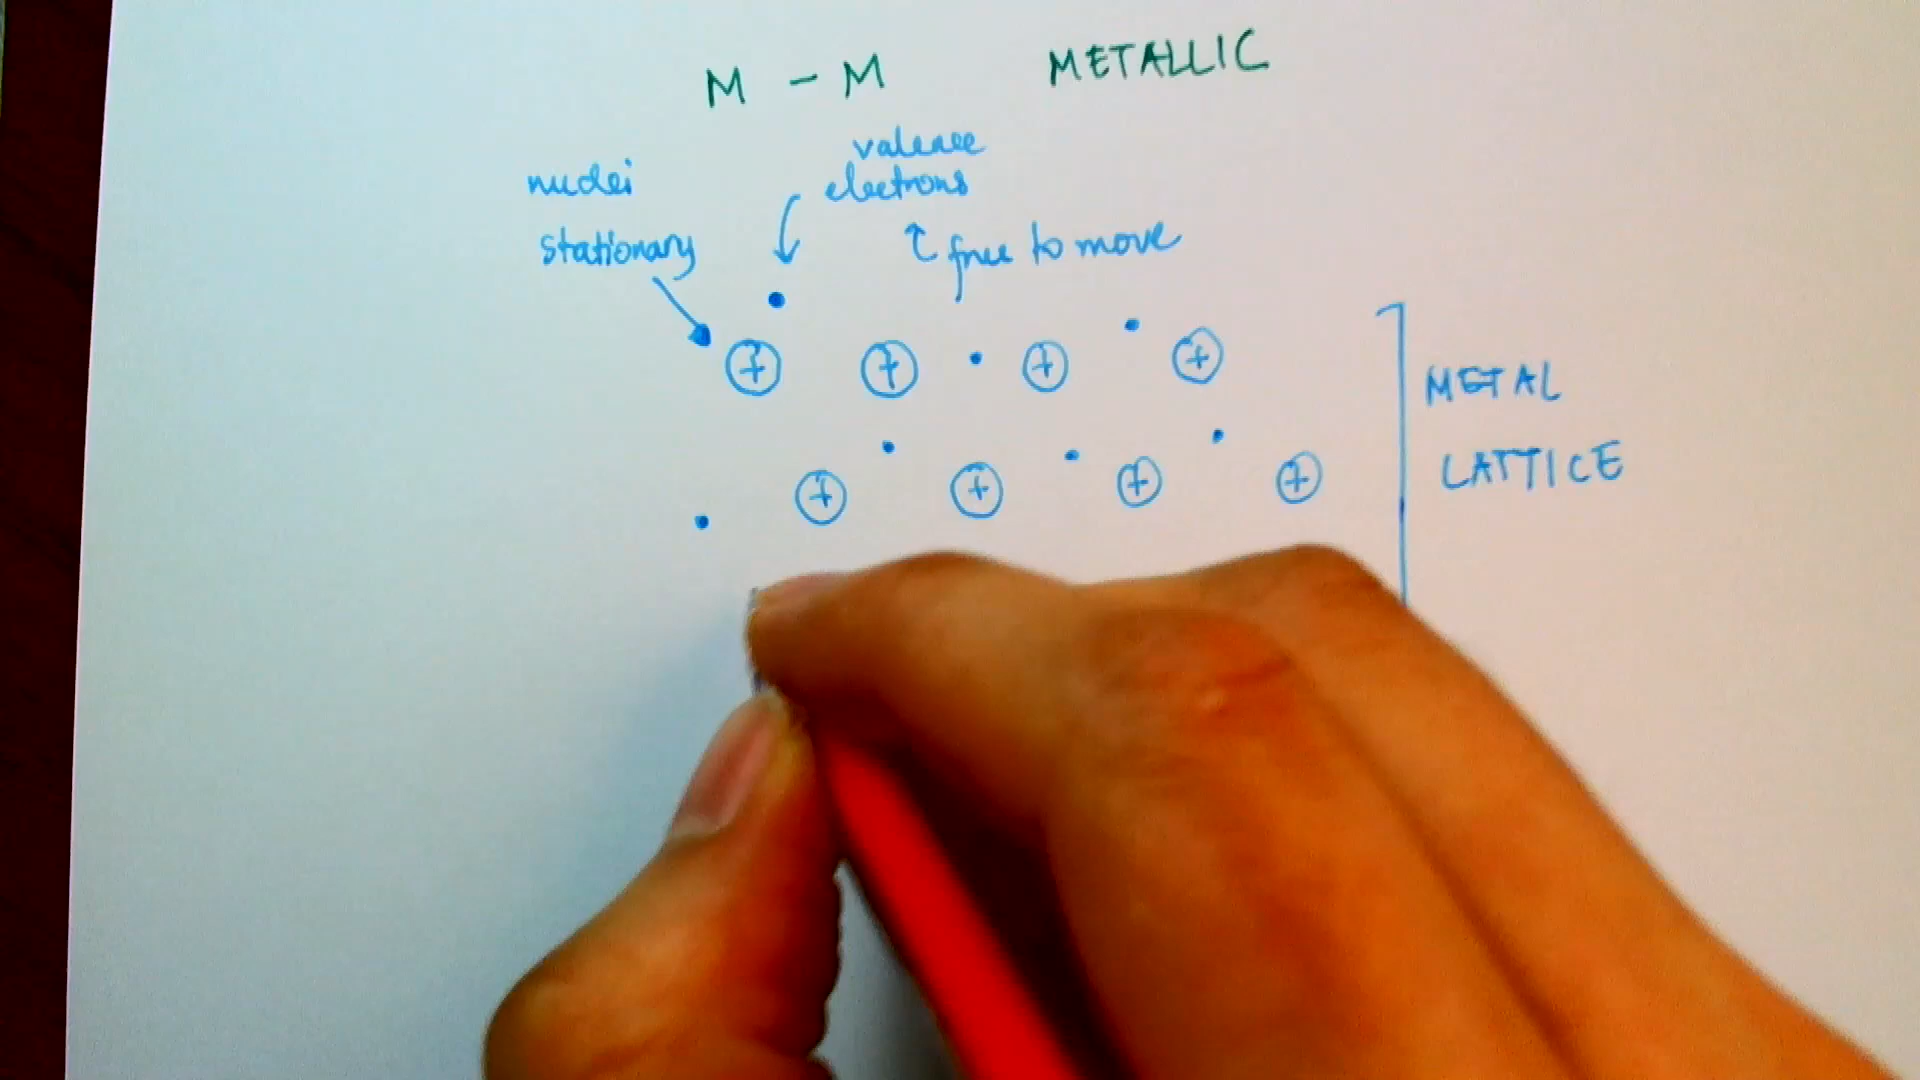 M - M METALLIC
valence
electrons
nuclei
stationary
free to move
+ + + +
+ + + +
METAL
LATTICE